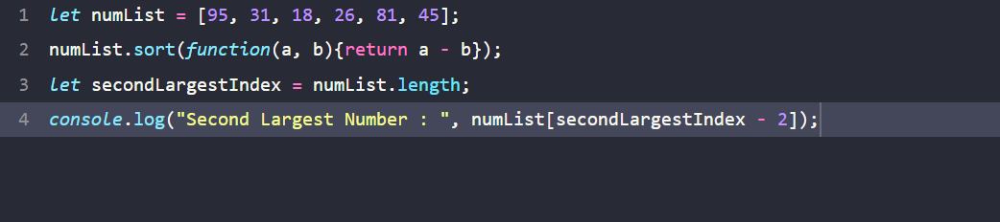 1 let numList = [95, 31, 18, 26, 81, 45];
2 numList.sort(function(a, b){return a - b});
3 let secondLargestIndex = numList.length;
4 console.log("Second Largest Number : ", numList[secondLargestIndex - 2]);